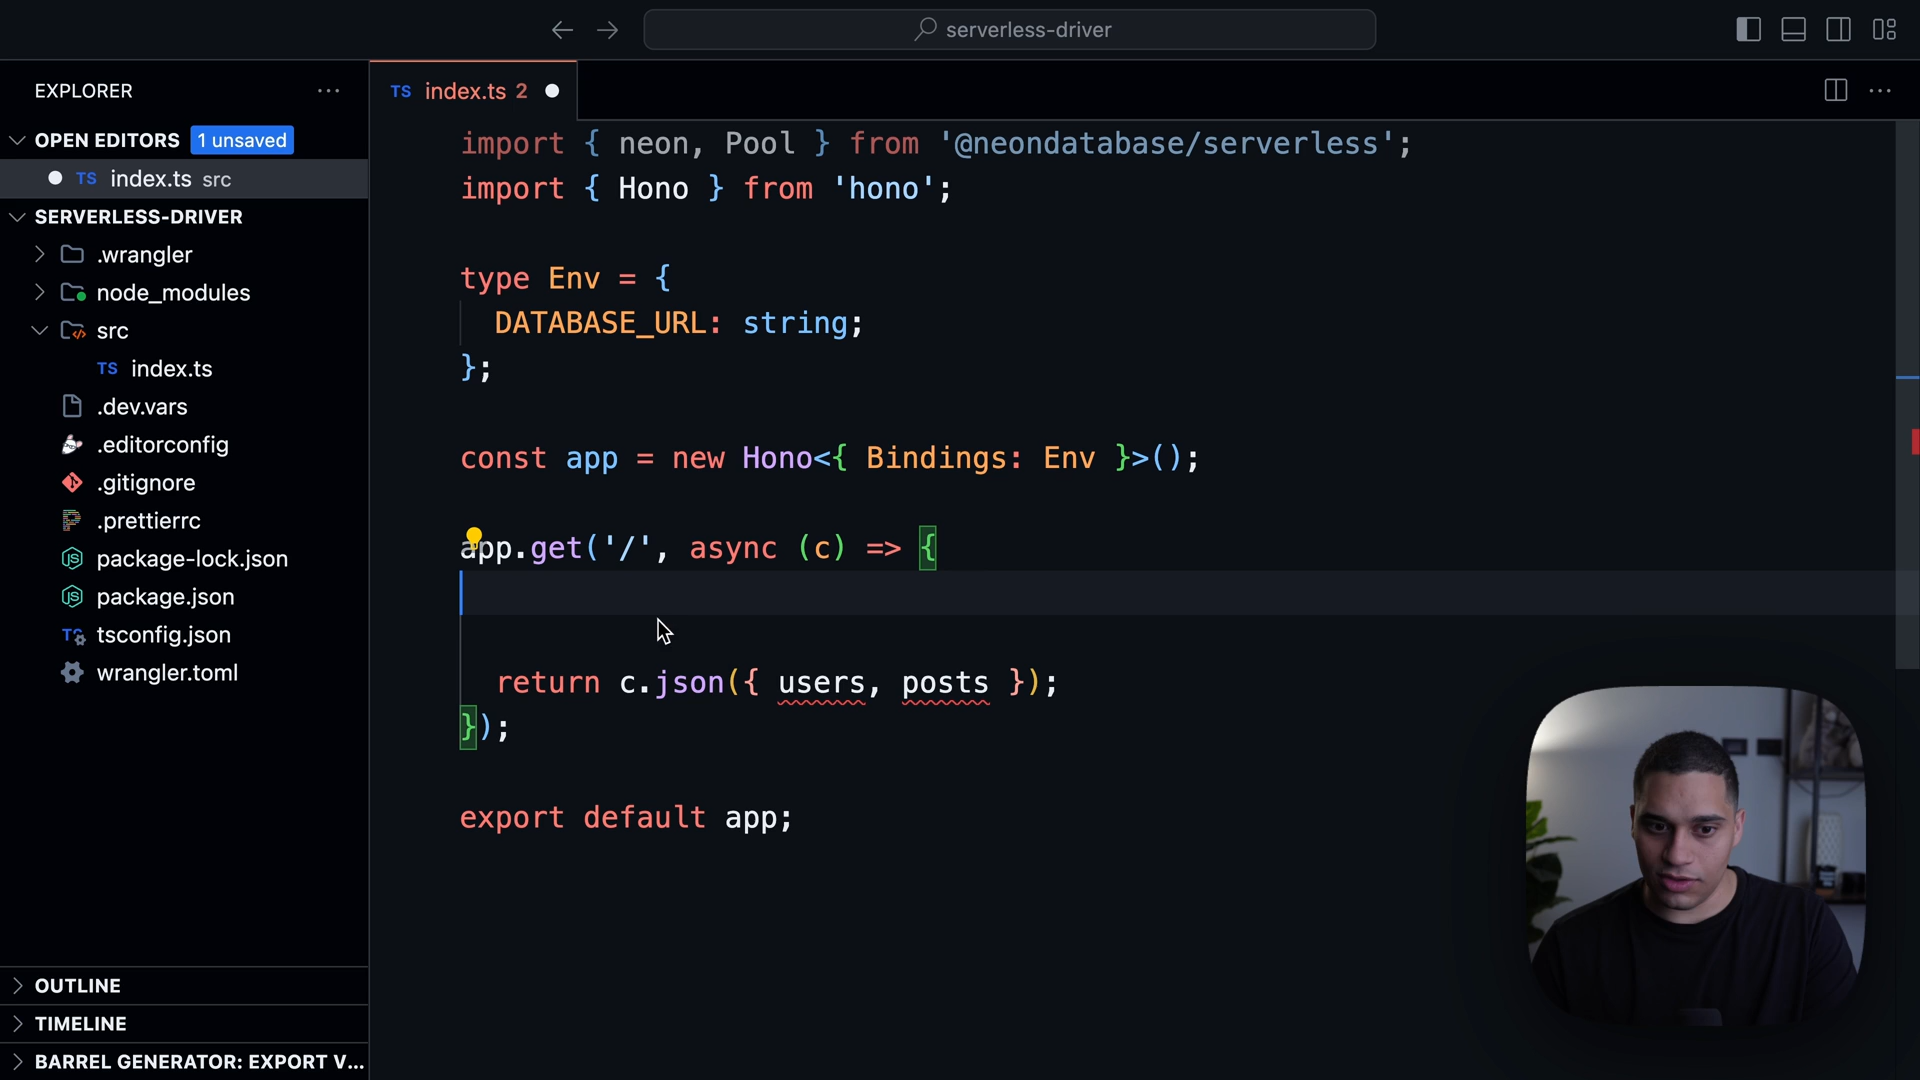 serverless-driver
EXPLORER
OPEN EDITORS 1 unsaved
TS index.ts src
SERVERLESS-DRIVER
.wrangler
node_modules
src
TS index.ts
.dev.vars
.editorconfig
.gitignore
.prettierrc
package-lock.json
package.json
tsconfig.json
wrangler.toml
OUTLINE
TIMELINE
BARREL GENERATOR: EXPORT V...
TS index.ts 2
import { neon, Pool } from '@neondatabase/serverless';
import { Hono } from 'hono';
type Env = {
DATABASE_URL: string;
};
const app = new Hono<{ Bindings: Env }>();
app.get('/', async (c) => {
return c.json({ users, posts });
});
export default app;